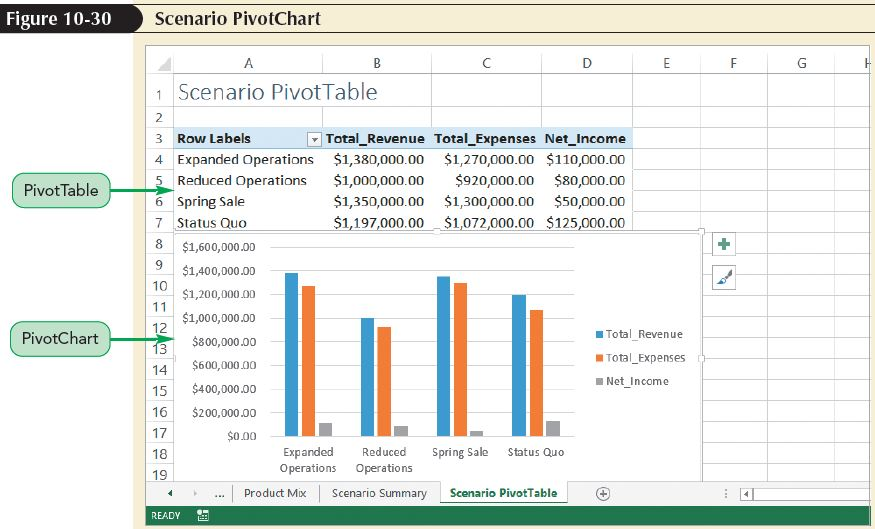 Figure 10-30 Scenario PivotChart
A B C D E F G H
1 Scenario PivotTable
2
3 Row Labels Total_Revenue Total_Expenses Net_Income
4 Expanded Operations $1,380,000.00 $1,270,000.00 $110,000.00
5 Reduced Operations $1,000,000.00 $920,000.00 $80,000.00
PivotTable
6 Spring Sale $1,350,000.00 $1,300,000.00 $50,000.00
7 Status Quo $1,197,000.00 $1,072,000.00 $125,000.00
8 $1,600,000.00
9
$1,400,000.00
10
$1,200,000.00
11
$1,000,000.00
12
PivotChart
13 $800,000.00
14 $600,000.00
15 $400,000.00
16 $200,000.00
17 $0.00
18
19
Total_Revenue
Total_Expenses
Net_Income
Expanded Reduced Spring Sale Status Quo
Operations Operations
... Product Mix Scenario Summary Scenario PivotTable
READY